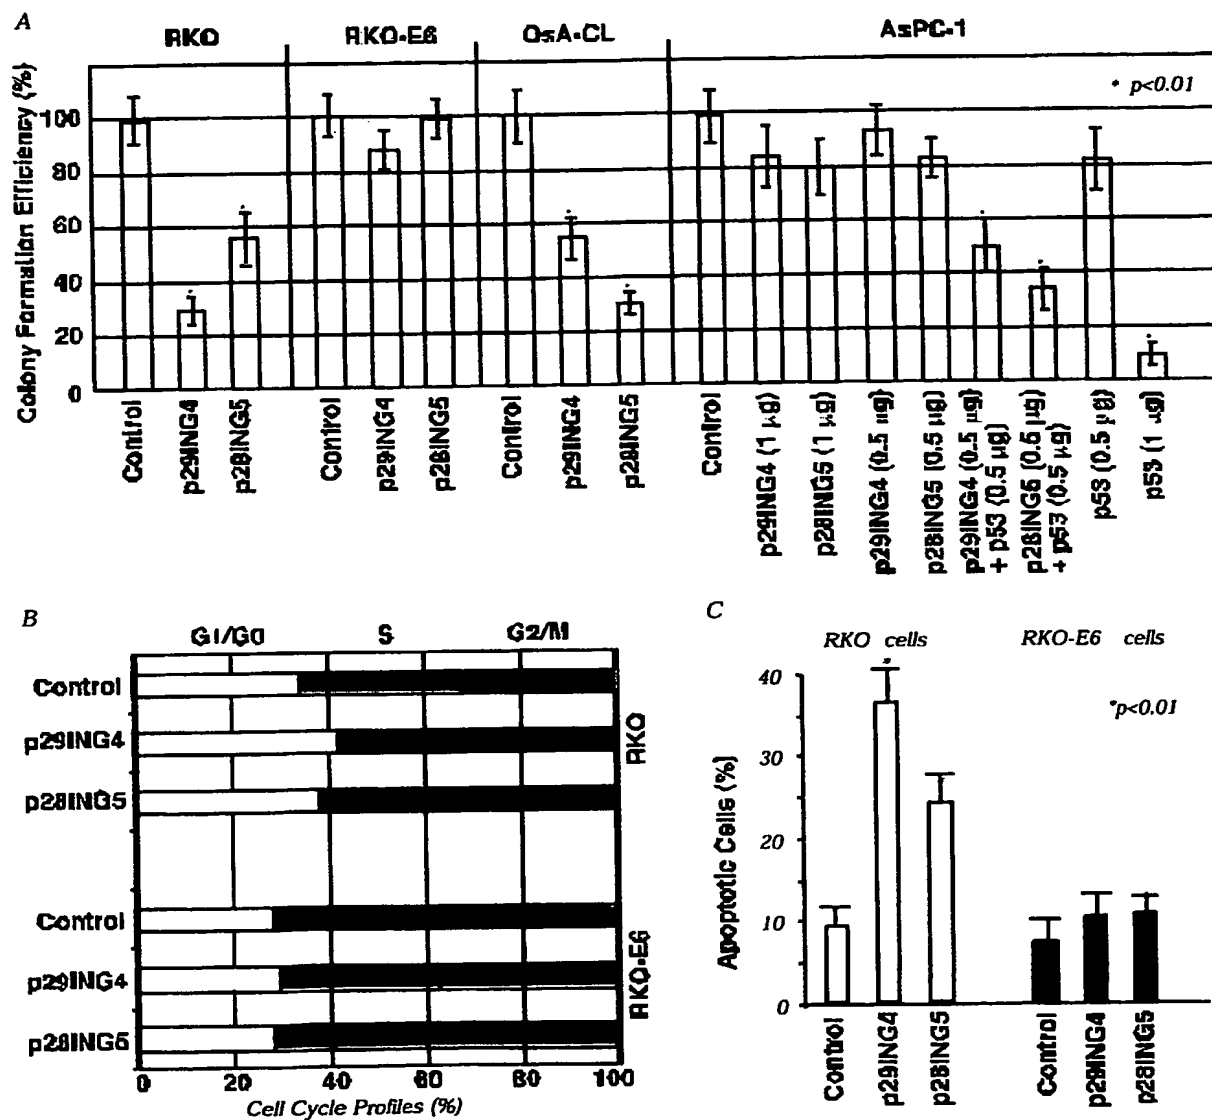 A
RKO RKO-E6 OsA-CL AsPC-1
* p<0.01
Colony Formation Efficiency (%)
100
80
60
40
20
0
Control
p29ING4
p28ING5
Control
p29ING4
p28ING5
Control
p29ING4
p28ING5
Control
p29ING4 (1 μg)
p28ING5 (1 μg)
p29ING4 (0.5 μg)
p28ING5 (0.5 μg)
p29ING4 (0.5 μg)
+ p53 (0.5 μg)
p28ING5 (0.5 μg)
+ p53 (0.5 μg)
p53 (0.5 μg)
p53 (1 μg)
B
G1/G0 S G2/M
Control
p29ING4
p28ING5
RKO
Control
p29ING4
p28ING5
RKO-E6
0 20 40 60 80 100
Cell Cycle Profiles (%)
C
RKO cells RKO-E6 cells
*
*p<0.01
Apoptotic Cells (%)
40
30
20
10
0
Control
p29ING4
p28ING5
Control
p29ING4
p28ING5